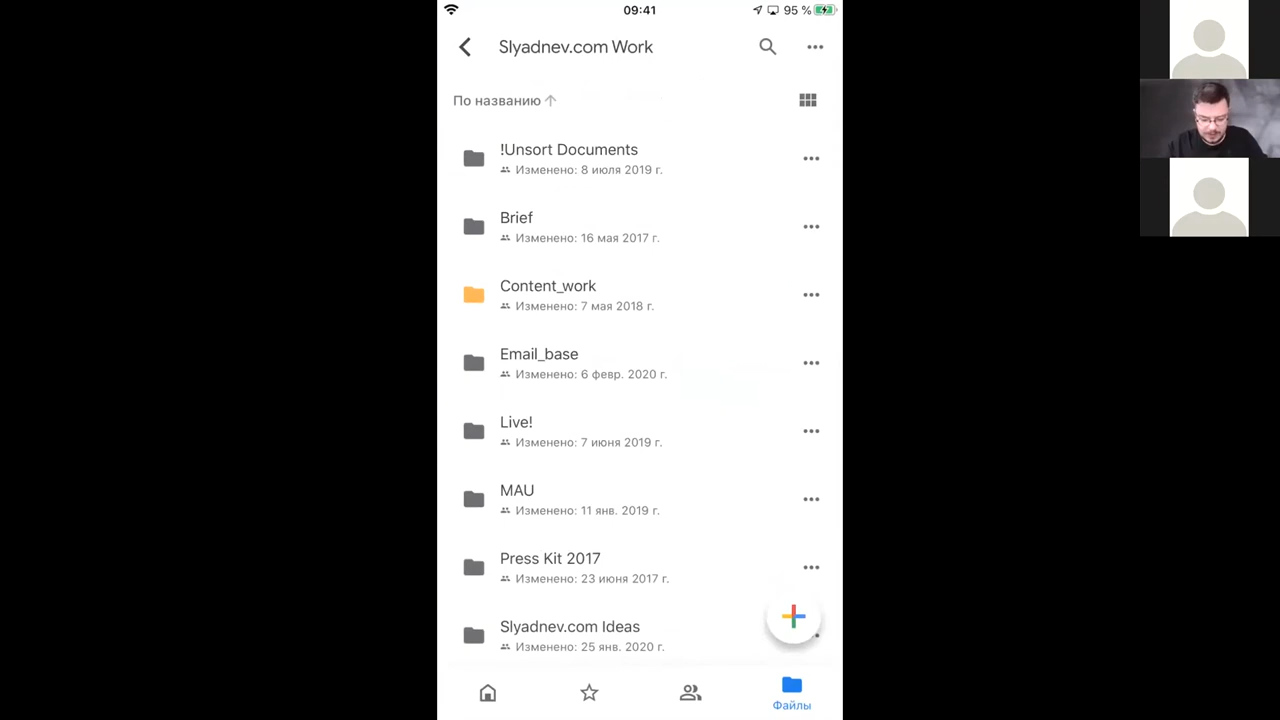 09:41
95 %
Slyadnev.com Work
По названию
!Unsort Documents
Изменено: 8 июля 2019 г.
Brief
Изменено: 16 мая 2017 г.
Content_work
Изменено: 7 мая 2018 г.
Email_base
Изменено: 6 февр. 2020 г.
Live!
Изменено: 7 июня 2019 г.
MAU
Изменено: 11 янв. 2019 г.
Press Kit 2017
Изменено: 23 июня 2017 г.
Slyadnev.com Ideas
Изменено: 25 янв. 2020 г.
Файлы